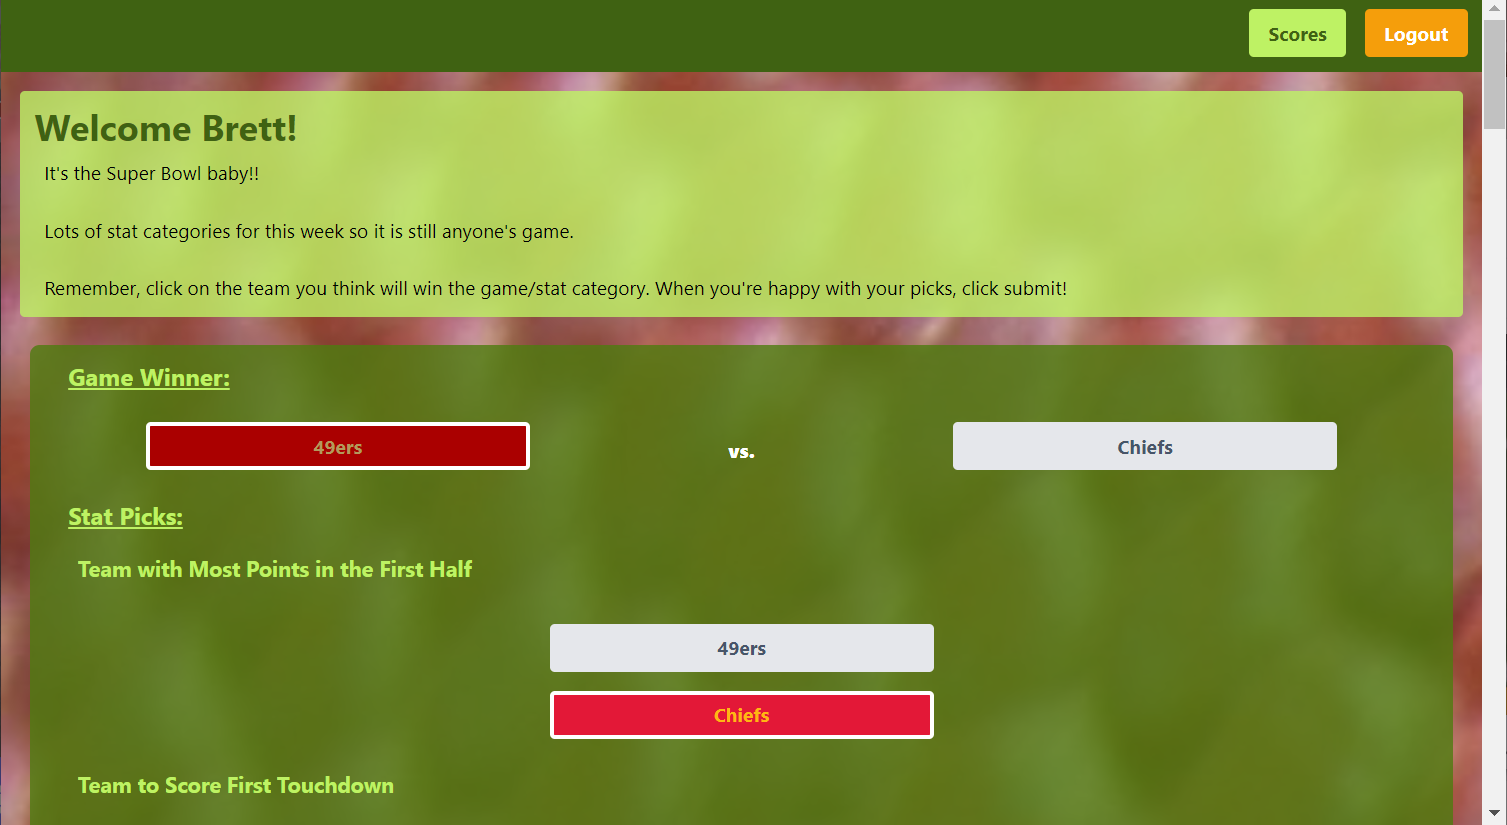 Scores
Logout
Welcome Brett!
It's the Super Bowl baby!!
Lots of stat categories for this week so it is still anyone's game.
Remember, click on the team you think will win the game/stat category. When you're happy with your picks, click submit!
Game Winner:
49ers
vs.
Chiefs
Stat Picks:
Team with Most Points in the First Half
49ers
Chiefs
Team to Score First Touchdown